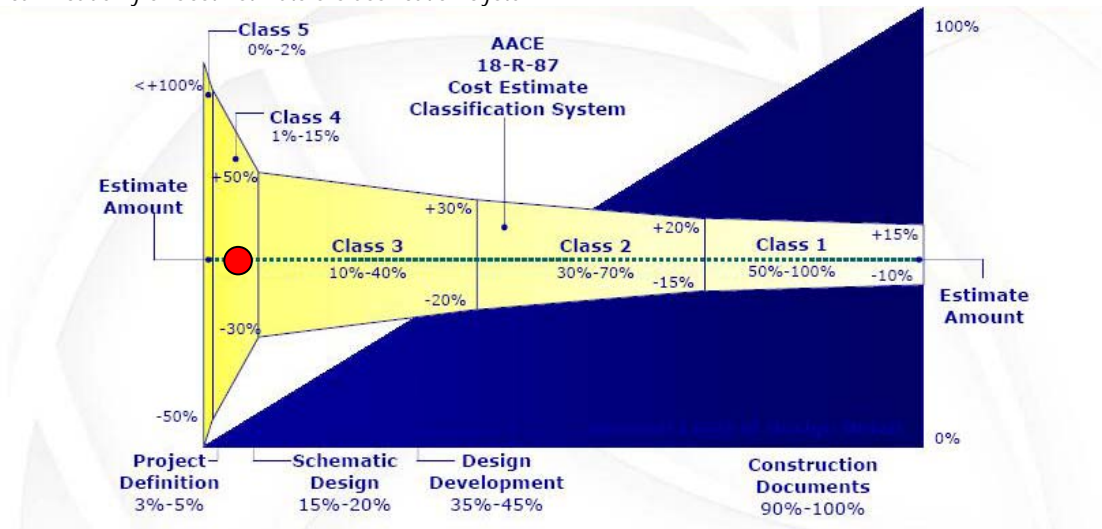 Class 5
0%-2%
AACE
18-R-87
Cost Estimate
Classification System
100%
<+100%
Class 4
1%-15%
+50%
Estimate
Amount
+30%
+20%
+15%
Class 3
10%-40%
Class 2
30%-70%
Class 1
50%-100%
-10%
-15%
-20%
-30%
Estimate
Amount
-50%
0%
Project
Definition
3%-5%
Schematic
Design
15%-20%
Design
Development
35%-45%
Construction
Documents
90%-100%